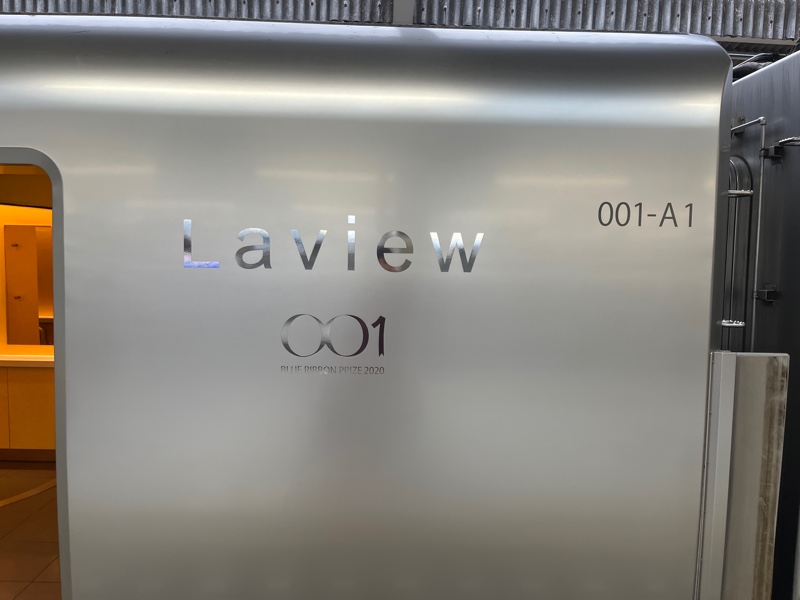 Laview
001-A1
001
BLUE RIBBON PRIZE 2020